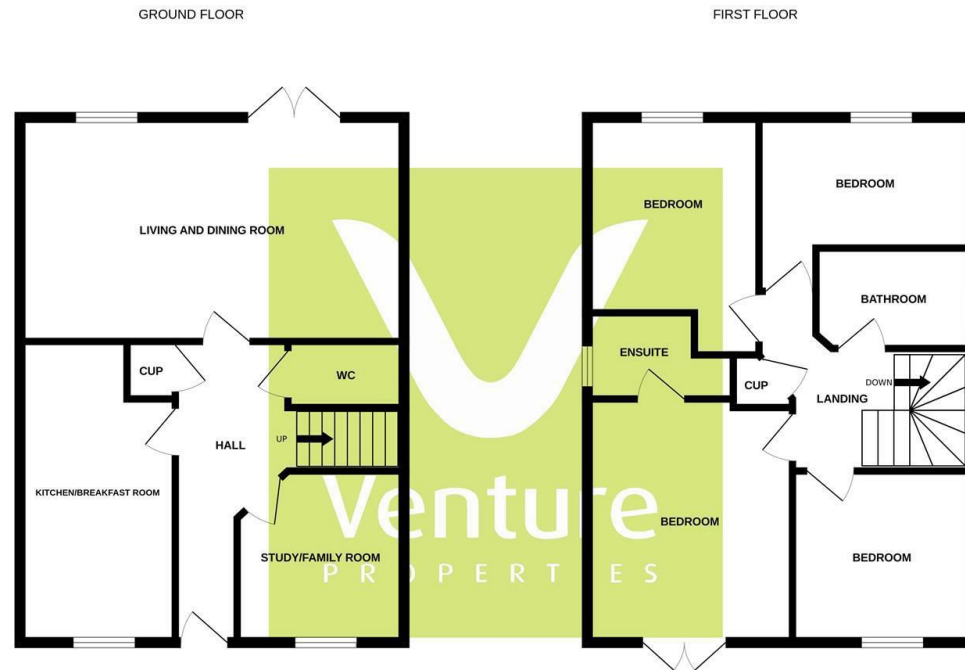 GROUND FLOOR
LIVING AND DINING ROOM
CUP
WC
UP
HALL
KITCHEN/BREAKFAST ROOM
STUDY/FAMILY ROOM
FIRST FLOOR
BEDROOM
BEDROOM
BATHROOM
ENSUITE
CUP
DOWN
LANDING
BEDROOM
BEDROOM
Venture
PROPERTIES